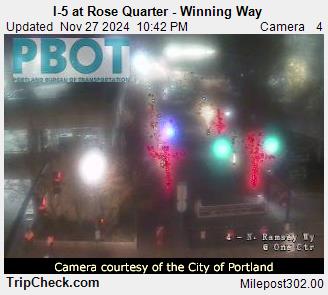 I-5 at Rose Quarter - Winning Way
Updated Nov 27 2024 10:42 PM Camera 4
PBOT
PORTLAND BUREAU OF TRANSPORTATION
4 - N. Ramsey Wy
@ One Ctr
Camera courtesy of the City of Portland
TripCheck.com Milepost302.00